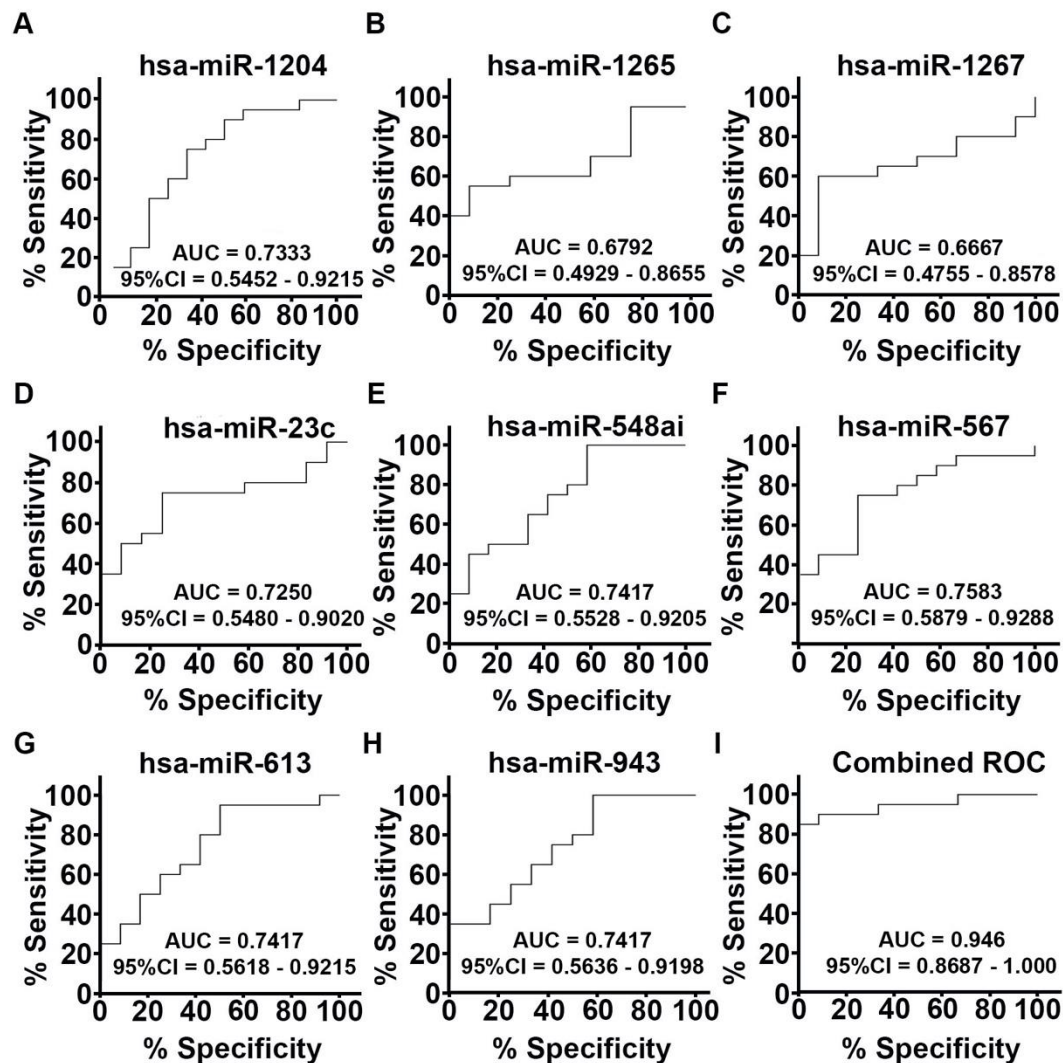 A
hsa-miR-1204
% Sensitivity
100
80
60
40
20
0
AUC = 0.7333
95%CI = 0.5452 - 0.9215
0 20 40 60 80 100
% Specificity
B
hsa-miR-1265
% Sensitivity
100
80
60
40
20
0
AUC = 0.6792
95%CI = 0.4929 - 0.8655
0 20 40 60 80 100
% Specificity
C
hsa-miR-1267
% Sensitivity
100
80
60
40
20
0
AUC = 0.6667
95%CI = 0.4755 - 0.8578
0 20 40 60 80 100
% Specificity
D
hsa-miR-23c
% Sensitivity
100
80
60
40
20
0
AUC = 0.7250
95%CI = 0.5480 - 0.9020
0 20 40 60 80 100
% Specificity
E
hsa-miR-548ai
% Sensitivity
100
80
60
40
20
0
AUC = 0.7417
95%CI = 0.5528 - 0.9205
0 20 40 60 80 100
% Specificity
F
hsa-miR-567
% Sensitivity
100
80
60
40
20
AUC = 0.7583
95%CI = 0.5879 - 0.9288
0 20 40 60 80 100
% Specificity
G
hsa-miR-613
% Sensitivity
100
80
60
40
20
0
AUC = 0.7417
95%CI = 0.5618 - 0.9215
0 20 40 60 80 100
% Specificity
H
hsa-miR-943
% Sensitivity
100
80
60
40
20
0
AUC = 0.7417
95%CI = 0.5636 - 0.9198
0 20 40 60 80 100
% Specificity
I
Combined ROC
% Sensitivity
100
80
60
40
20
0
AUC = 0.946
95%CI = 0.8687 - 1.000
0 20 40 60 80 100
% Specificity